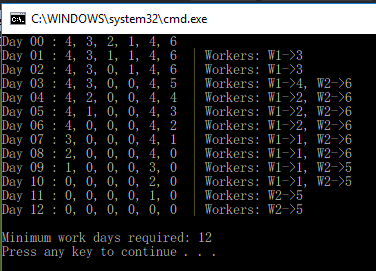 C:\WINDOWS\system32\cmd.exe
Day 00 : 4, 3, 2, 1, 4, 6
Day 01 : 4, 3, 1, 1, 4, 6 | Workers: W1->3
Day 02 : 4, 3, 0, 1, 4, 6 | Workers: W1->3
Day 03 : 4, 3, 0, 0, 4, 5 | Workers: W1->4, W2->6
Day 04 : 4, 2, 0, 0, 4, 4 | Workers: W1->2, W2->6
Day 05 : 4, 1, 0, 0, 4, 3 | Workers: W1->2, W2->6
Day 06 : 4, 0, 0, 0, 4, 2 | Workers: W1->2, W2->6
Day 07 : 3, 0, 0, 0, 4, 1 | Workers: W1->1, W2->6
Day 08 : 2, 0, 0, 0, 4, 0 | Workers: W1->1, W2->6
Day 09 : 1, 0, 0, 0, 3, 0 | Workers: W1->1, W2->5
Day 10 : 0, 0, 0, 0, 2, 0 | Workers: W1->1, W2->5
Day 11 : 0, 0, 0, 0, 1, 0 | Workers: W2->5
Day 12 : 0, 0, 0, 0, 0, 0 | Workers: W2->5
Minimum work days required: 12
Press any key to continue . . .